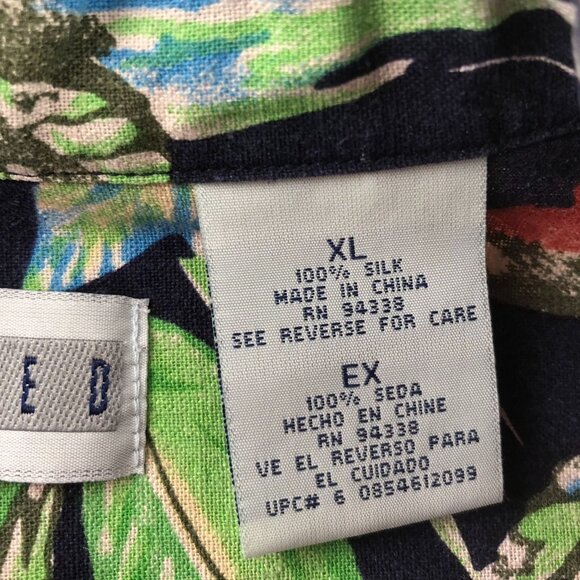 XL
100% SILK
MADE IN CHINA
RN 94338
SEE REVERSE FOR CARE
EX
100% SEDA
HECHO EN CHINE
RN 94338
VE EL REVERSO PARA
EL CUIDADO
UPC# 6 0854612099
E D